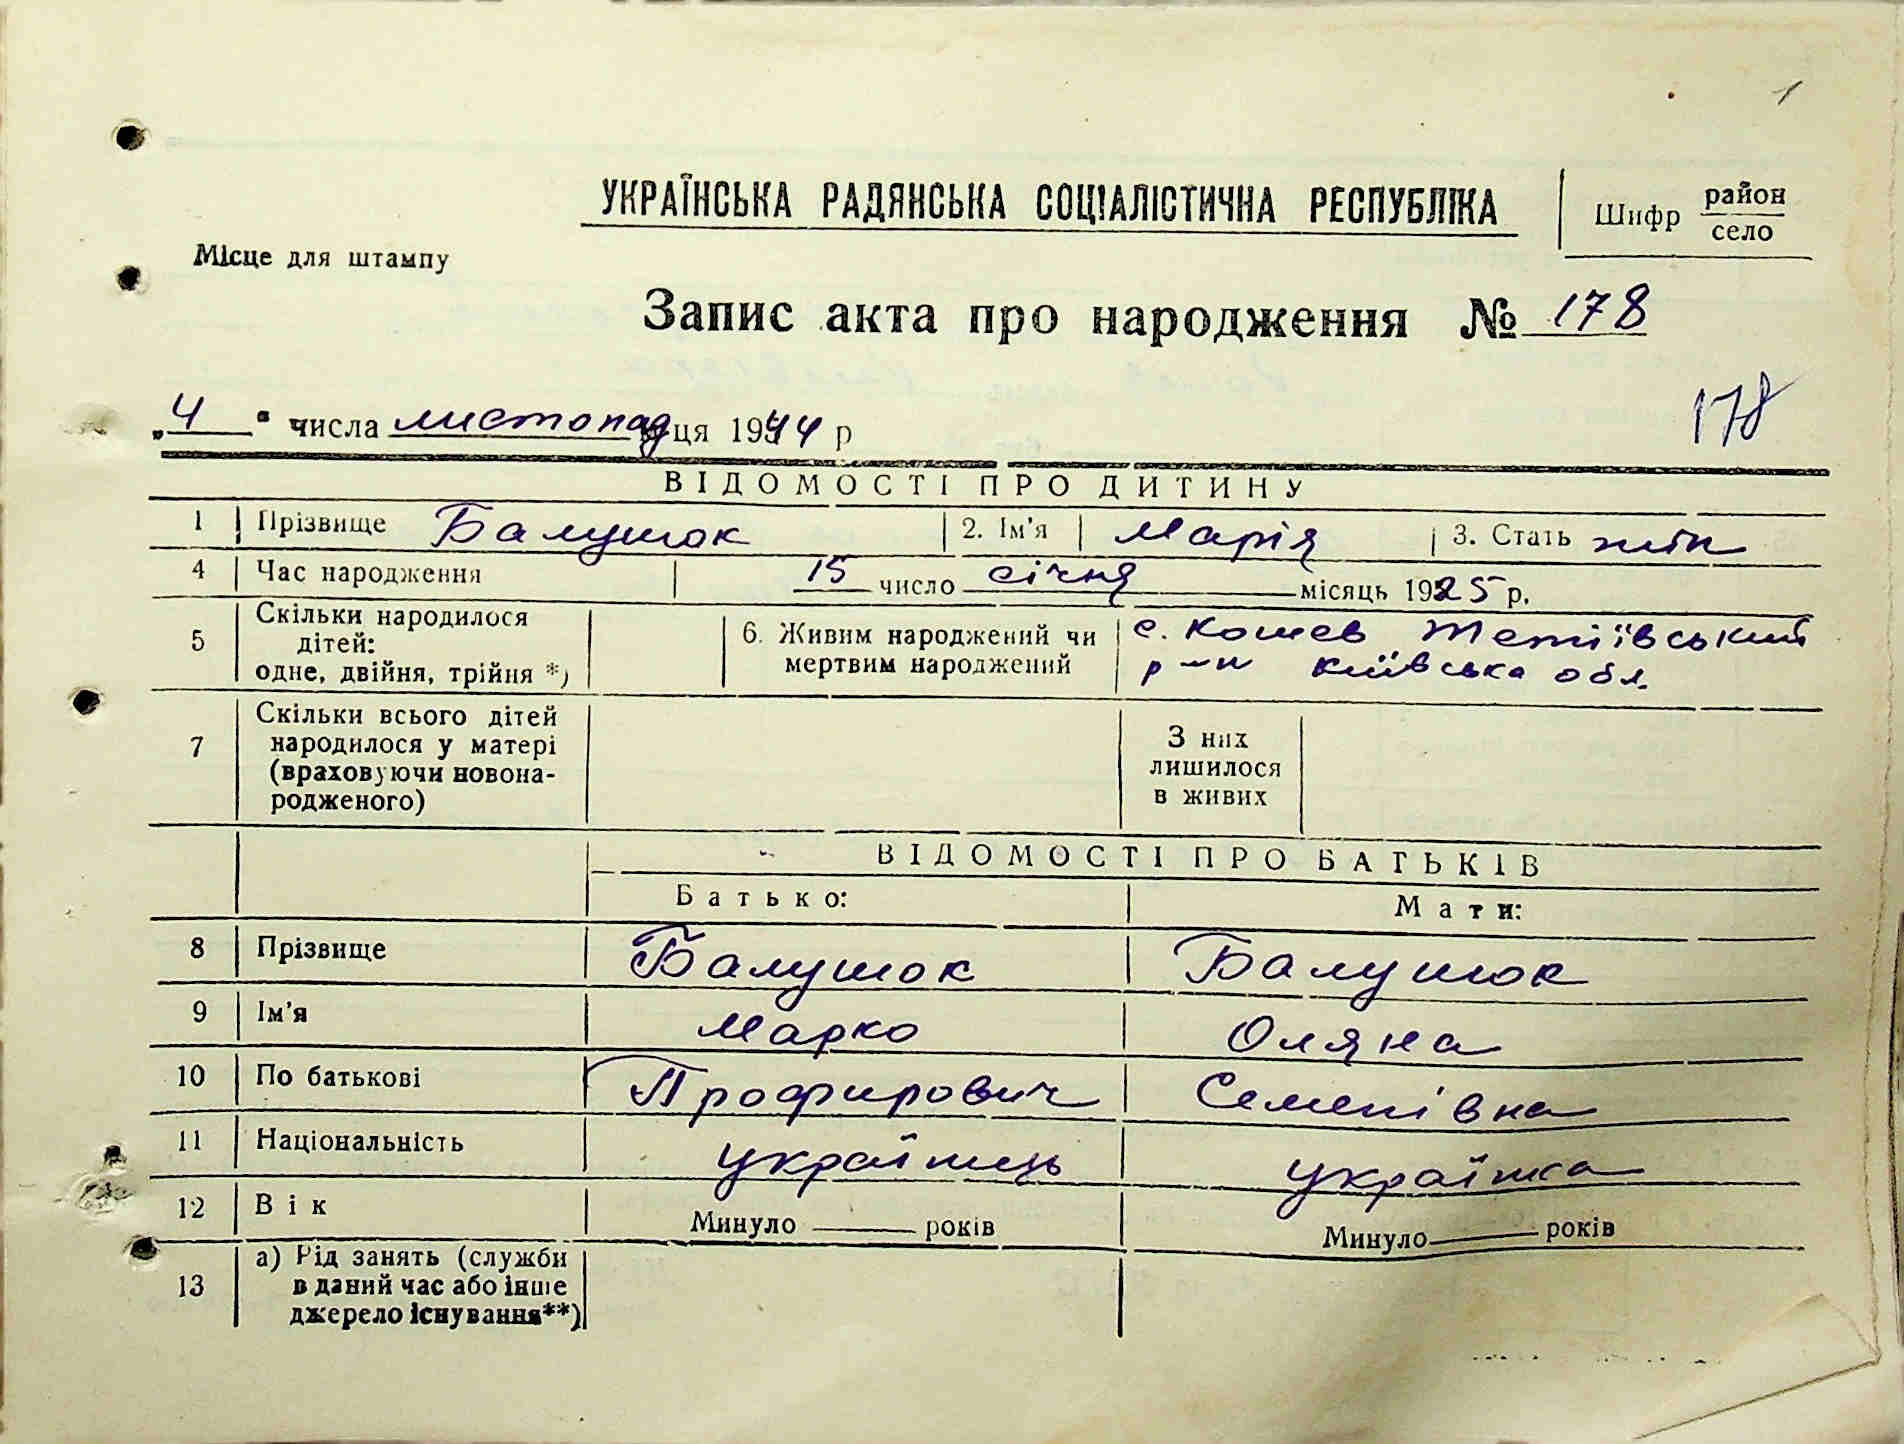 1
УКРАЇНСЬКА РАДЯНСЬКА СОЦІАЛІСТИЧНА РЕСПУБЛІКА
Шифр район село
Місце для штампу
Запис акта про народження № 178
178
„4" числа листопад м-ця 1944 р
ВІДОМОСТІ ПРО ДИТИНУ
1 Прізвище Балушок 2. Ім'я Марія 3. Стать жін
4 Час народження 15 число січня місяць 1925 р.
5 Скільки народилося дітей: одне, двійня, трійня *)
6. Живим народжений чи мертвим народжений
с. Кошев Тетіївський
р-н Київська обл.
7 Скільки всього дітей народилося у матері (враховуючи новонародженого)
З них лишилося в живих
ВІДОМОСТІ ПРО БАТЬКІВ
Батько: Мати:
8 Прізвище Балушок Балушок
9 Ім'я Марко Оляна
10 По батькові Профирович Семенівна
11 Національність українець українка
12 Вік Минуло років Минуло років
13 а) Рід занять (служби в даний час або інше джерело існування**)